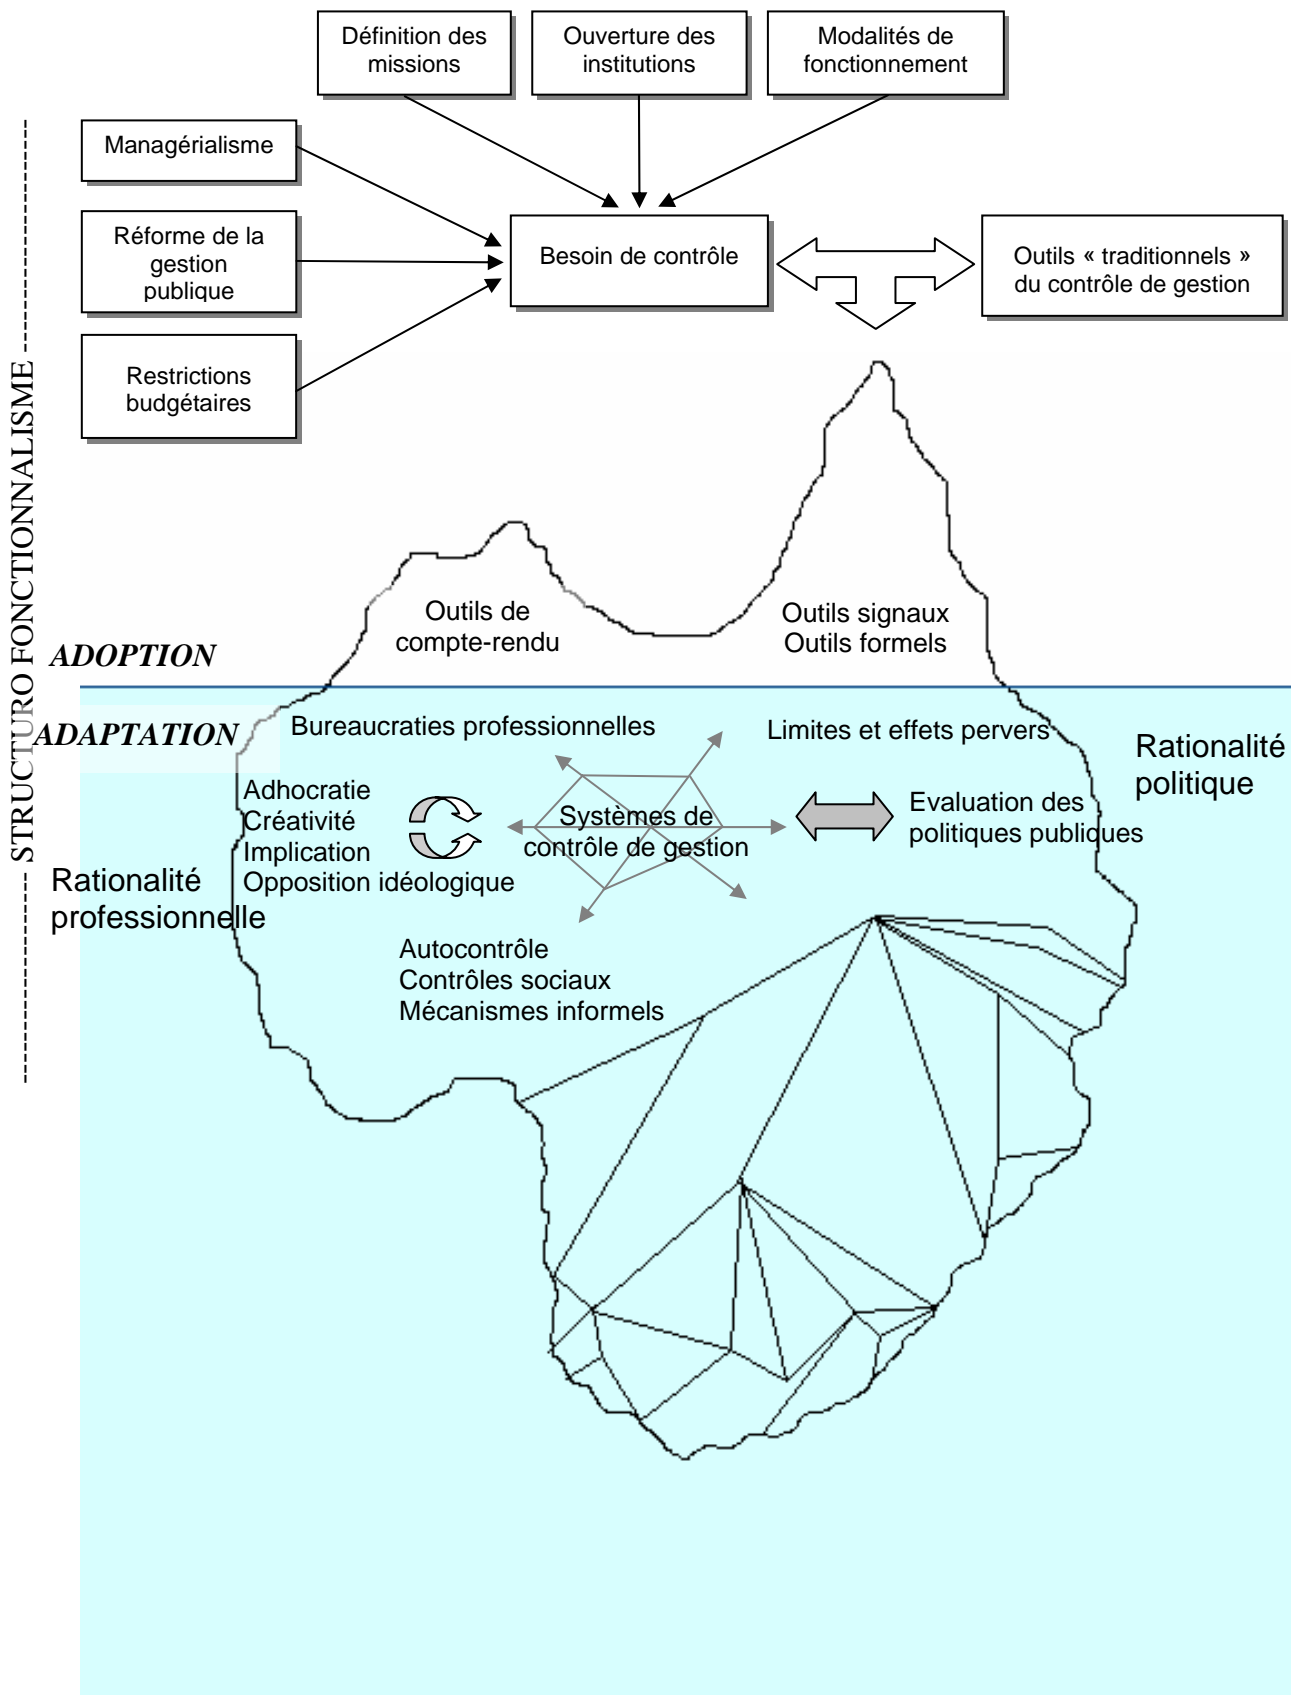 Définition des
missions
Ouverture des
institutions
Modalités de
fonctionnement
Managérialisme
Réforme de la
gestion
publique
Restrictions
budgétaires
Besoin de contrôle
Outils « traditionnels »
du contrôle de gestion
STRUCTURO FONCTIONNALISME
Outils de
compte-rendu
Outils signaux
Outils formels
ADOPTION
ADAPTATION
Bureaucraties professionnelles
Limites et effets pervers
Rationalité
politique
Adhocratie
Créativité
Implication
Opposition idéologique
Systèmes de
contrôle de gestion
Evaluation des
politiques publiques
Rationalité
professionnelle
Autocontrôle
Contrôles sociaux
Mécanismes informels